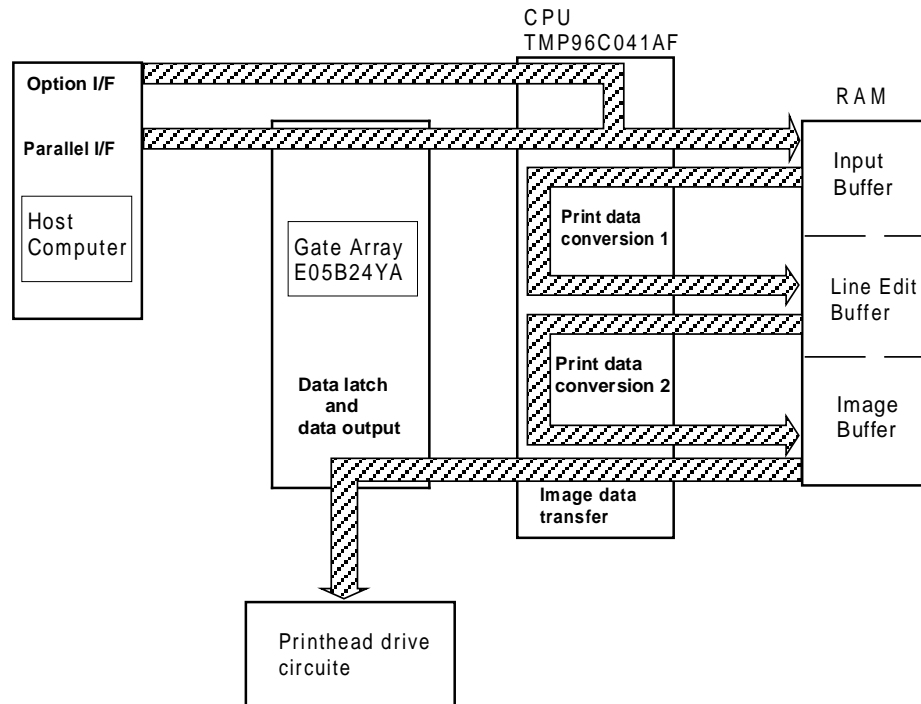 CPU
TMP96C041AF
Option I/F
Parallel I/F
Host
Computer
Gate Array
E05B24YA
Data latch
and
data output
Print data
conversion 1
Print data
conversion 2
Image data
transfer
RAM
Input
Buffer
Line Edit
Buffer
Image
Buffer
Printhead drive
circuite